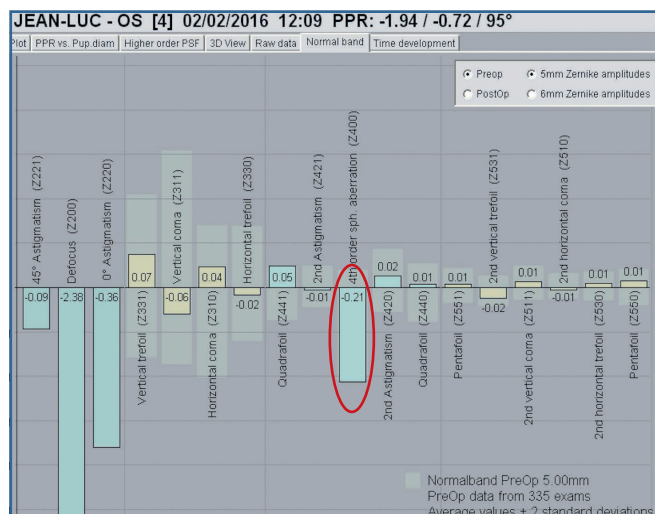 JEAN-LUC - OS [4] 02/02/2016 12:09 PPR: -1.94 / -0.72 / 95°
Plot PPR vs. Pup.diam Higher order PSF 3D View Raw data Normal band Time development
Preop 5mm Zernike amplitudes
PostOp 6mm Zernike amplitudes
45° Astigmatism (Z221)
-0.09
Defocus (Z200)
-2.38
0° Astigmatism (Z220)
-0.36
0.07
Vertical trefoil (Z331)
Vertical coma (Z311)
-0.06
0.04
Horizontal coma (Z310)
Horizontal trefoil (Z330)
-0.02
0.05
Quadrafoil (Z441)
2nd Astigmatism (Z421)
-0.01
4th order sph. aberration (Z400)
-0.21
0.02
2nd Astigmatism (Z420)
0.01
Quadrafoil (Z440)
0.01
Pentafoil (Z551)
2nd vertical trefoil (Z531)
-0.02
0.01
2nd vertical coma (Z511)
2nd horizontal coma (Z510)
-0.01
0.01
2nd horizontal trefoil (Z530)
0.01
Pentafoil (Z550)
Normalband PreOp 5.00mm
PreOp data from 335 exams
Average values ± 2 standard deviations